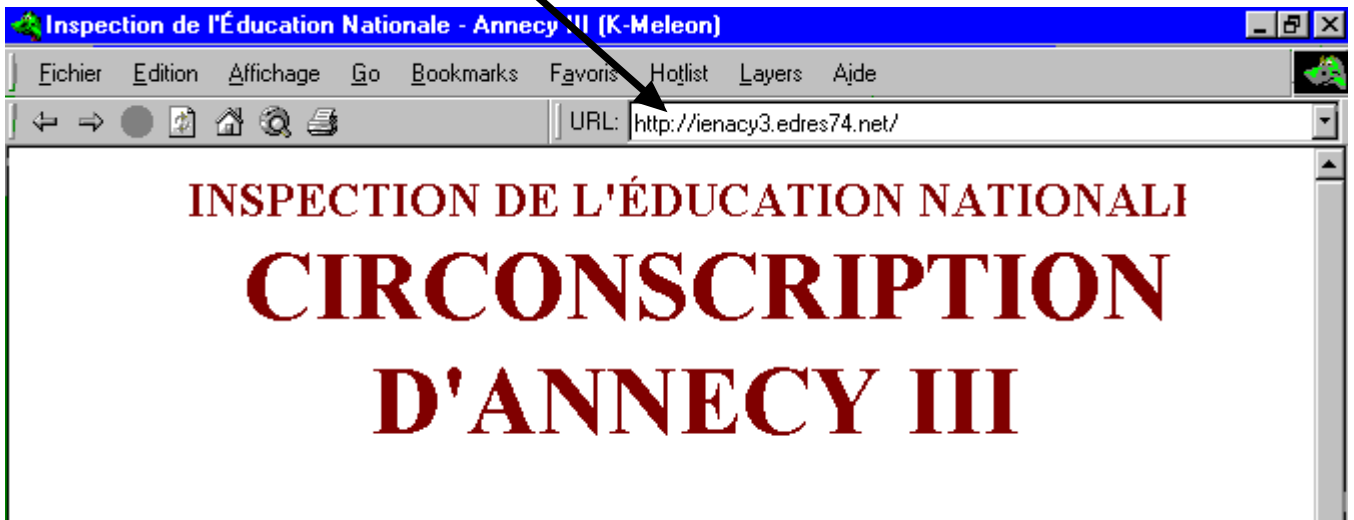 Inspection de l'Éducation Nationale - Annecy III (K-Meleon)
Fichier Edition Affichage Go Bookmarks Favoris Hotlist Layers Aide
URL: http://ienacy3.edres74.net/
INSPECTION DE L'ÉDUCATION NATIONALE
CIRCONSCRIPTION
D'ANNECY III